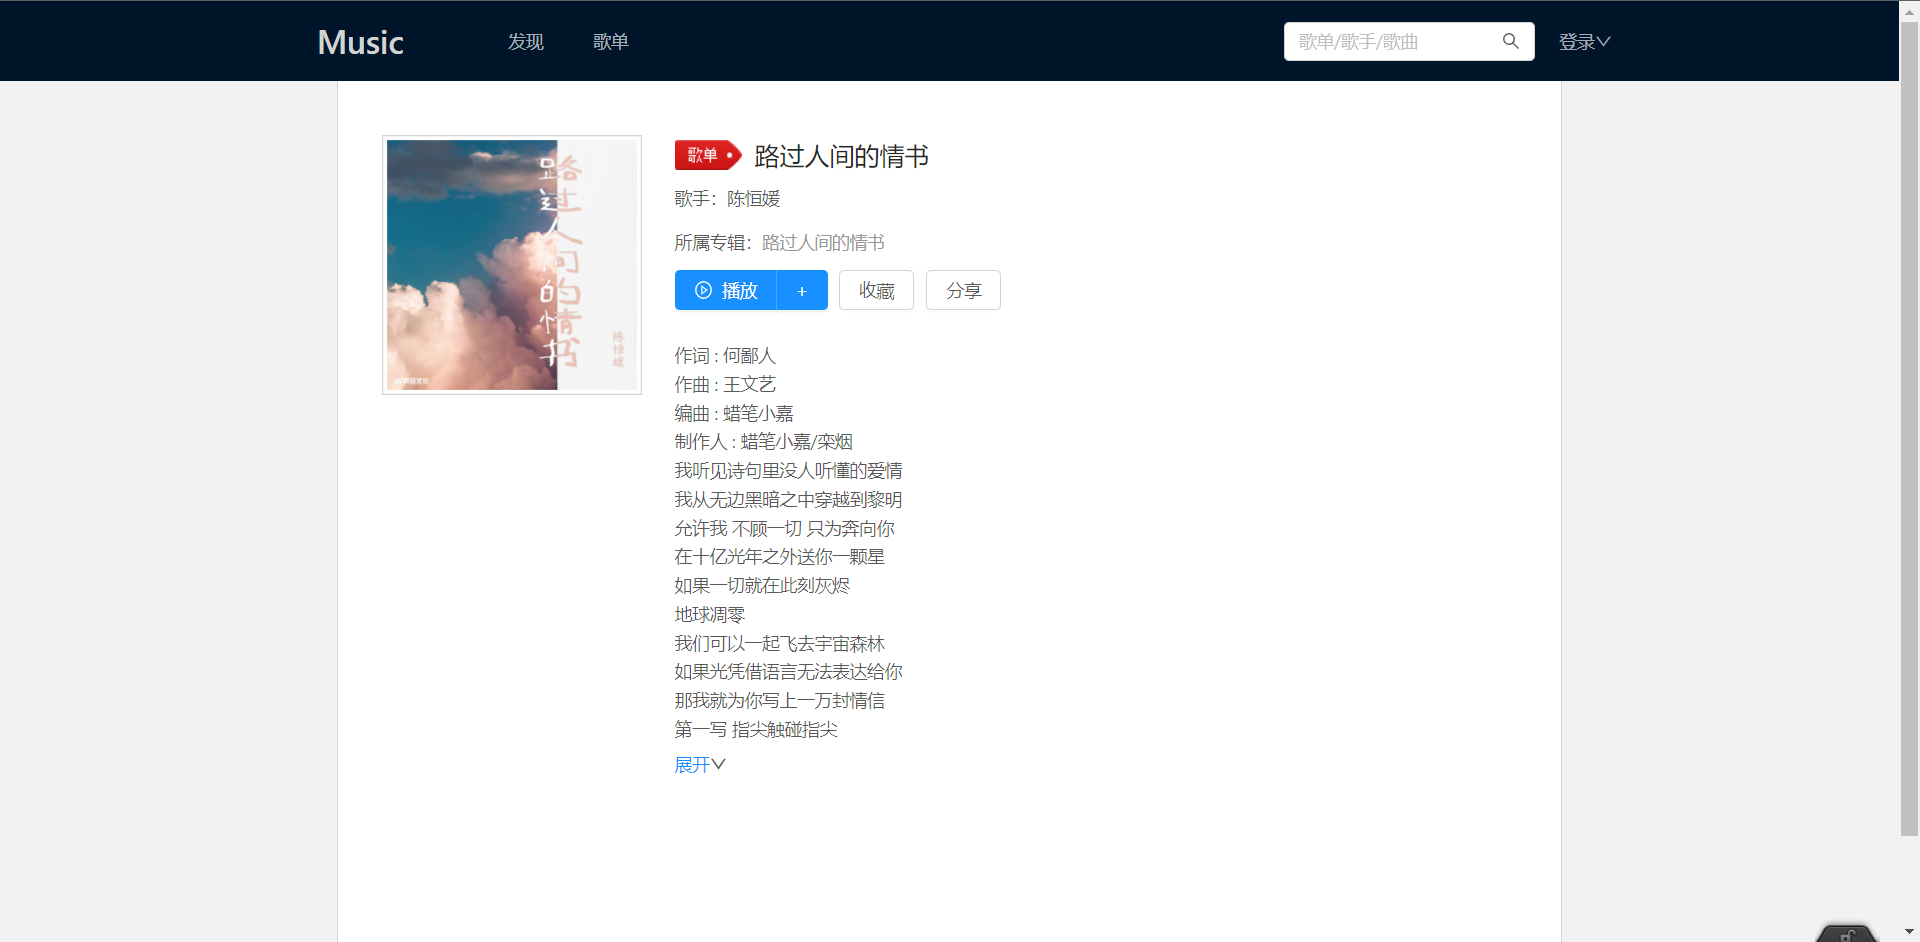 Music
发现
歌单
歌单/歌手/歌曲
登录
路过人间的情书
陈恒媛
歌单
路过人间的情书
歌手：陈恒媛
所属专辑：路过人间的情书
播放
+
收藏
分享
作词 : 何鄙人
作曲 : 王文艺
编曲 : 蜡笔小嘉
制作人 : 蜡笔小嘉/栾烟
我听见诗句里没人听懂的爱情
我从无边黑暗之中穿越到黎明
允许我 不顾一切 只为奔向你
在十亿光年之外送你一颗星
如果一切就在此刻灰烬
地球凋零
我们可以一起飞去宇宙森林
如果光凭借语言无法表达给你
那我就为你写上一万封情信
第一写 指尖触碰指尖
展开